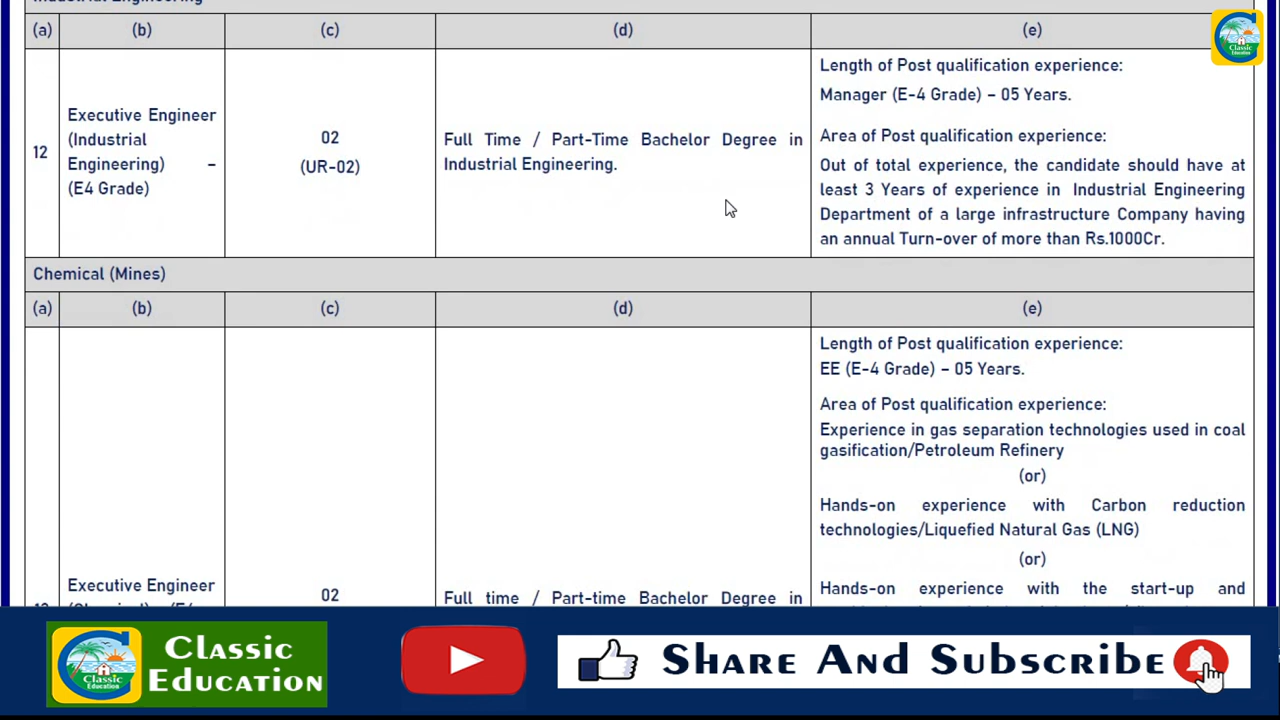 Industrial Engineering
(a) (b) (c) (d) (e)
12
Executive Engineer
(Industrial
Engineering) –
(E4 Grade)
02
(UR-02)
Full Time / Part-Time Bachelor Degree in
Industrial Engineering.
Length of Post qualification experience:
Manager (E-4 Grade) – 05 Years.
Area of Post qualification experience:
Out of total experience, the candidate should have at
least 3 Years of experience in Industrial Engineering
Department of a large infrastructure Company having
an annual Turn-over of more than Rs.1000Cr.
Chemical (Mines)
(a) (b) (c) (d) (e)
Executive Engineer
02
Full time / Part-time Bachelor Degree in
Length of Post qualification experience:
EE (E-4 Grade) – 05 Years.
Area of Post qualification experience:
Experience in gas separation technologies used in coal
gasification/Petroleum Refinery
(or)
Hands-on experience with Carbon reduction
technologies/Liquefied Natural Gas (LNG)
(or)
Hands-on experience with the start-up and
Classic
Education
Classic
Education
Classic
Education
Share And Subscribe